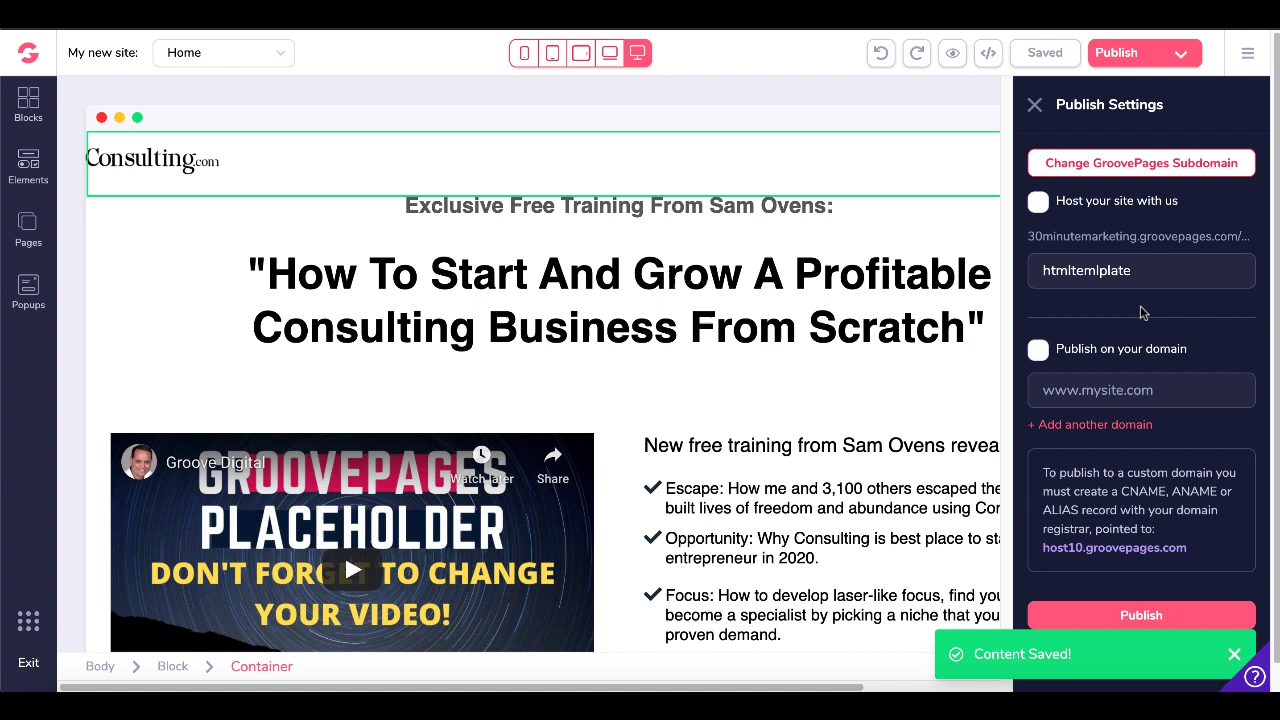 My new site:
Home
Saved
Publish
Blocks
Elements
Pages
Popups
Exit
Consulting.com
Exclusive Free Training From Sam Ovens:
"How To Start And Grow A Profitable
Consulting Business From Scratch"
Groove Digital
Watch later
Share
GROOVEPAGES
PLACEHOLDER
DON'T FORGET TO CHANGE
YOUR VIDEO!
New free training from Sam Ovens revea
Escape: How me and 3,100 others escaped the
built lives of freedom and abundance using Con
Opportunity: Why Consulting is best place to sta
entrepreneur in 2020.
Focus: How to develop laser-like focus, find you
become a specialist by picking a niche that you
proven demand.
Body
Block
Container
Publish Settings
Change GroovePages Subdomain
Host your site with us
30minutemarketing.groovepages.com/...
htmltemlplate
Publish on your domain
www.mysite.com
+ Add another domain
To publish to a custom domain you
must create a CNAME, ANAME or
ALIAS record with your domain
registrar, pointed to:
host10.groovepages.com
Publish
Content Saved!